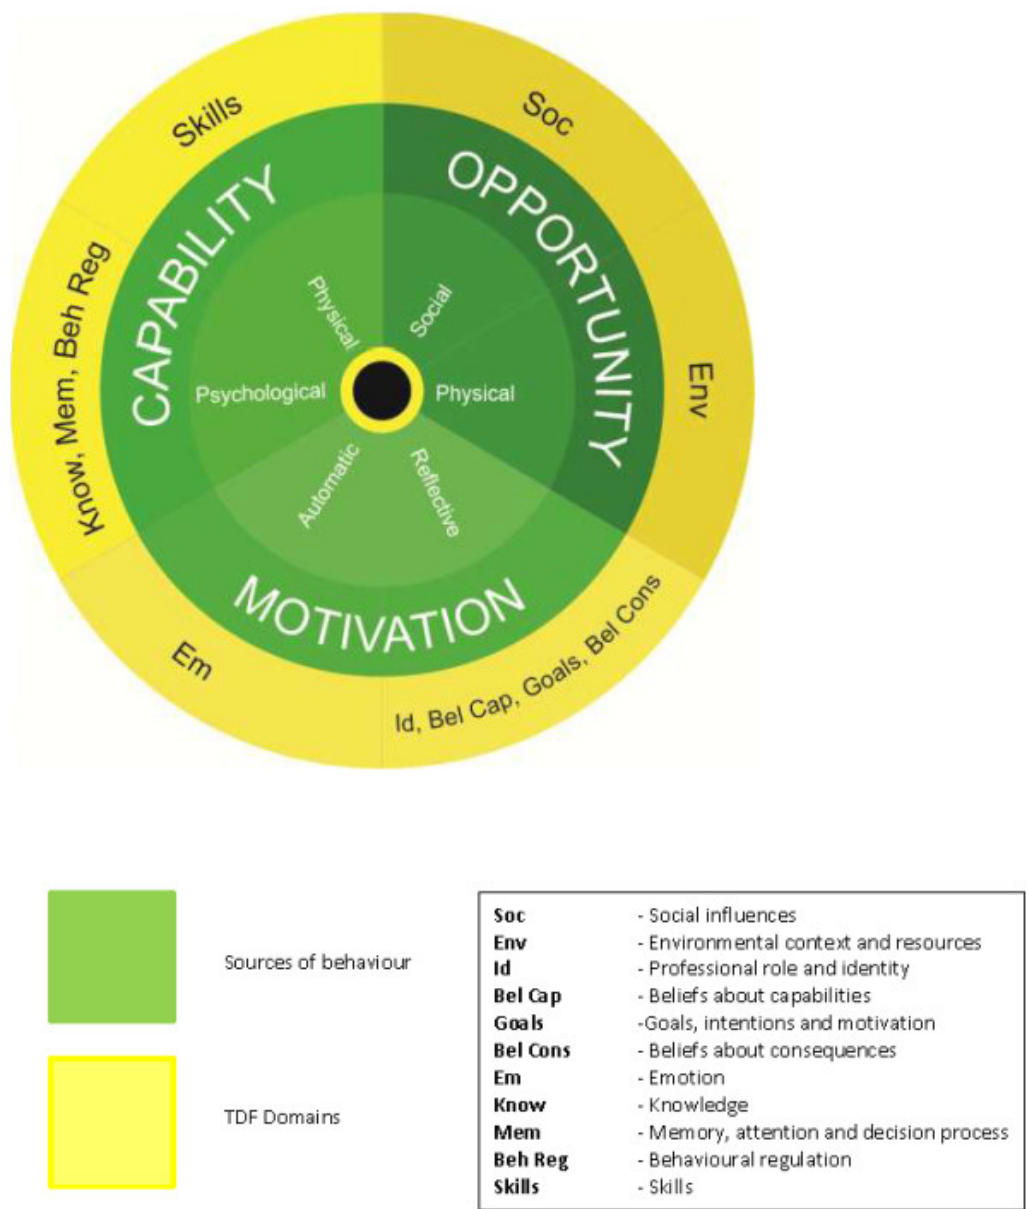 Skills
Soc
CAPABILITY
OPPORTUNITY
Know, Mem, Beh Reg
Physical
Social
Psychological
Physical
Env
Automatic
Reflective
MOTIVATION
Em
Id, Bel Cap, Goals, Bel Cons
Sources of behaviour
TDF Domains
Soc - Social influences
Env - Environmental context and resources
Id - Professional role and identity
Bel Cap - Beliefs about capabilities
Goals -Goals, intentions and motivation
Bel Cons - Beliefs about consequences
Em - Emotion
Know - Knowledge
Mem - Memory, attention and decision process
Beh Reg - Behavioural regulation
Skills - Skills